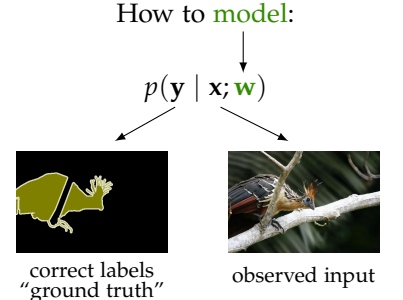 How to model:
p(y | x; w)
correct labels
“ground truth”
observed input